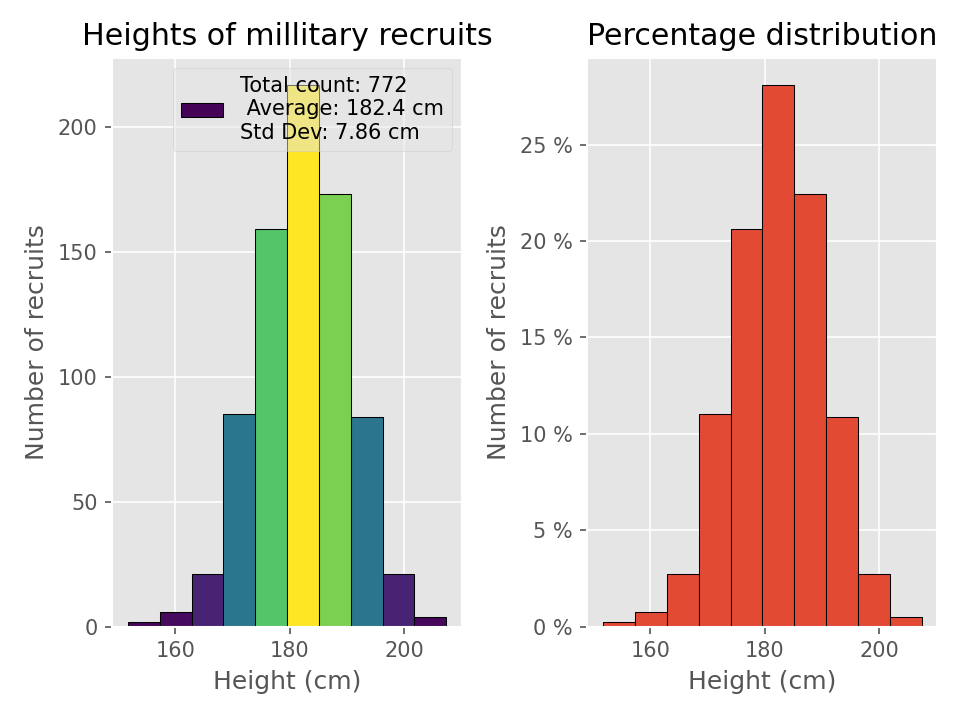 Heights of millitary recruits
Total count: 772
Average: 182.4 cm
Std Dev: 7.86 cm
Number of recruits
200
150
100
50
0
160 180 200
Height (cm)
Percentage distribution
Number of recruits
25 %
20 %
15 %
10 %
5 %
0 %
160 180 200
Height (cm)